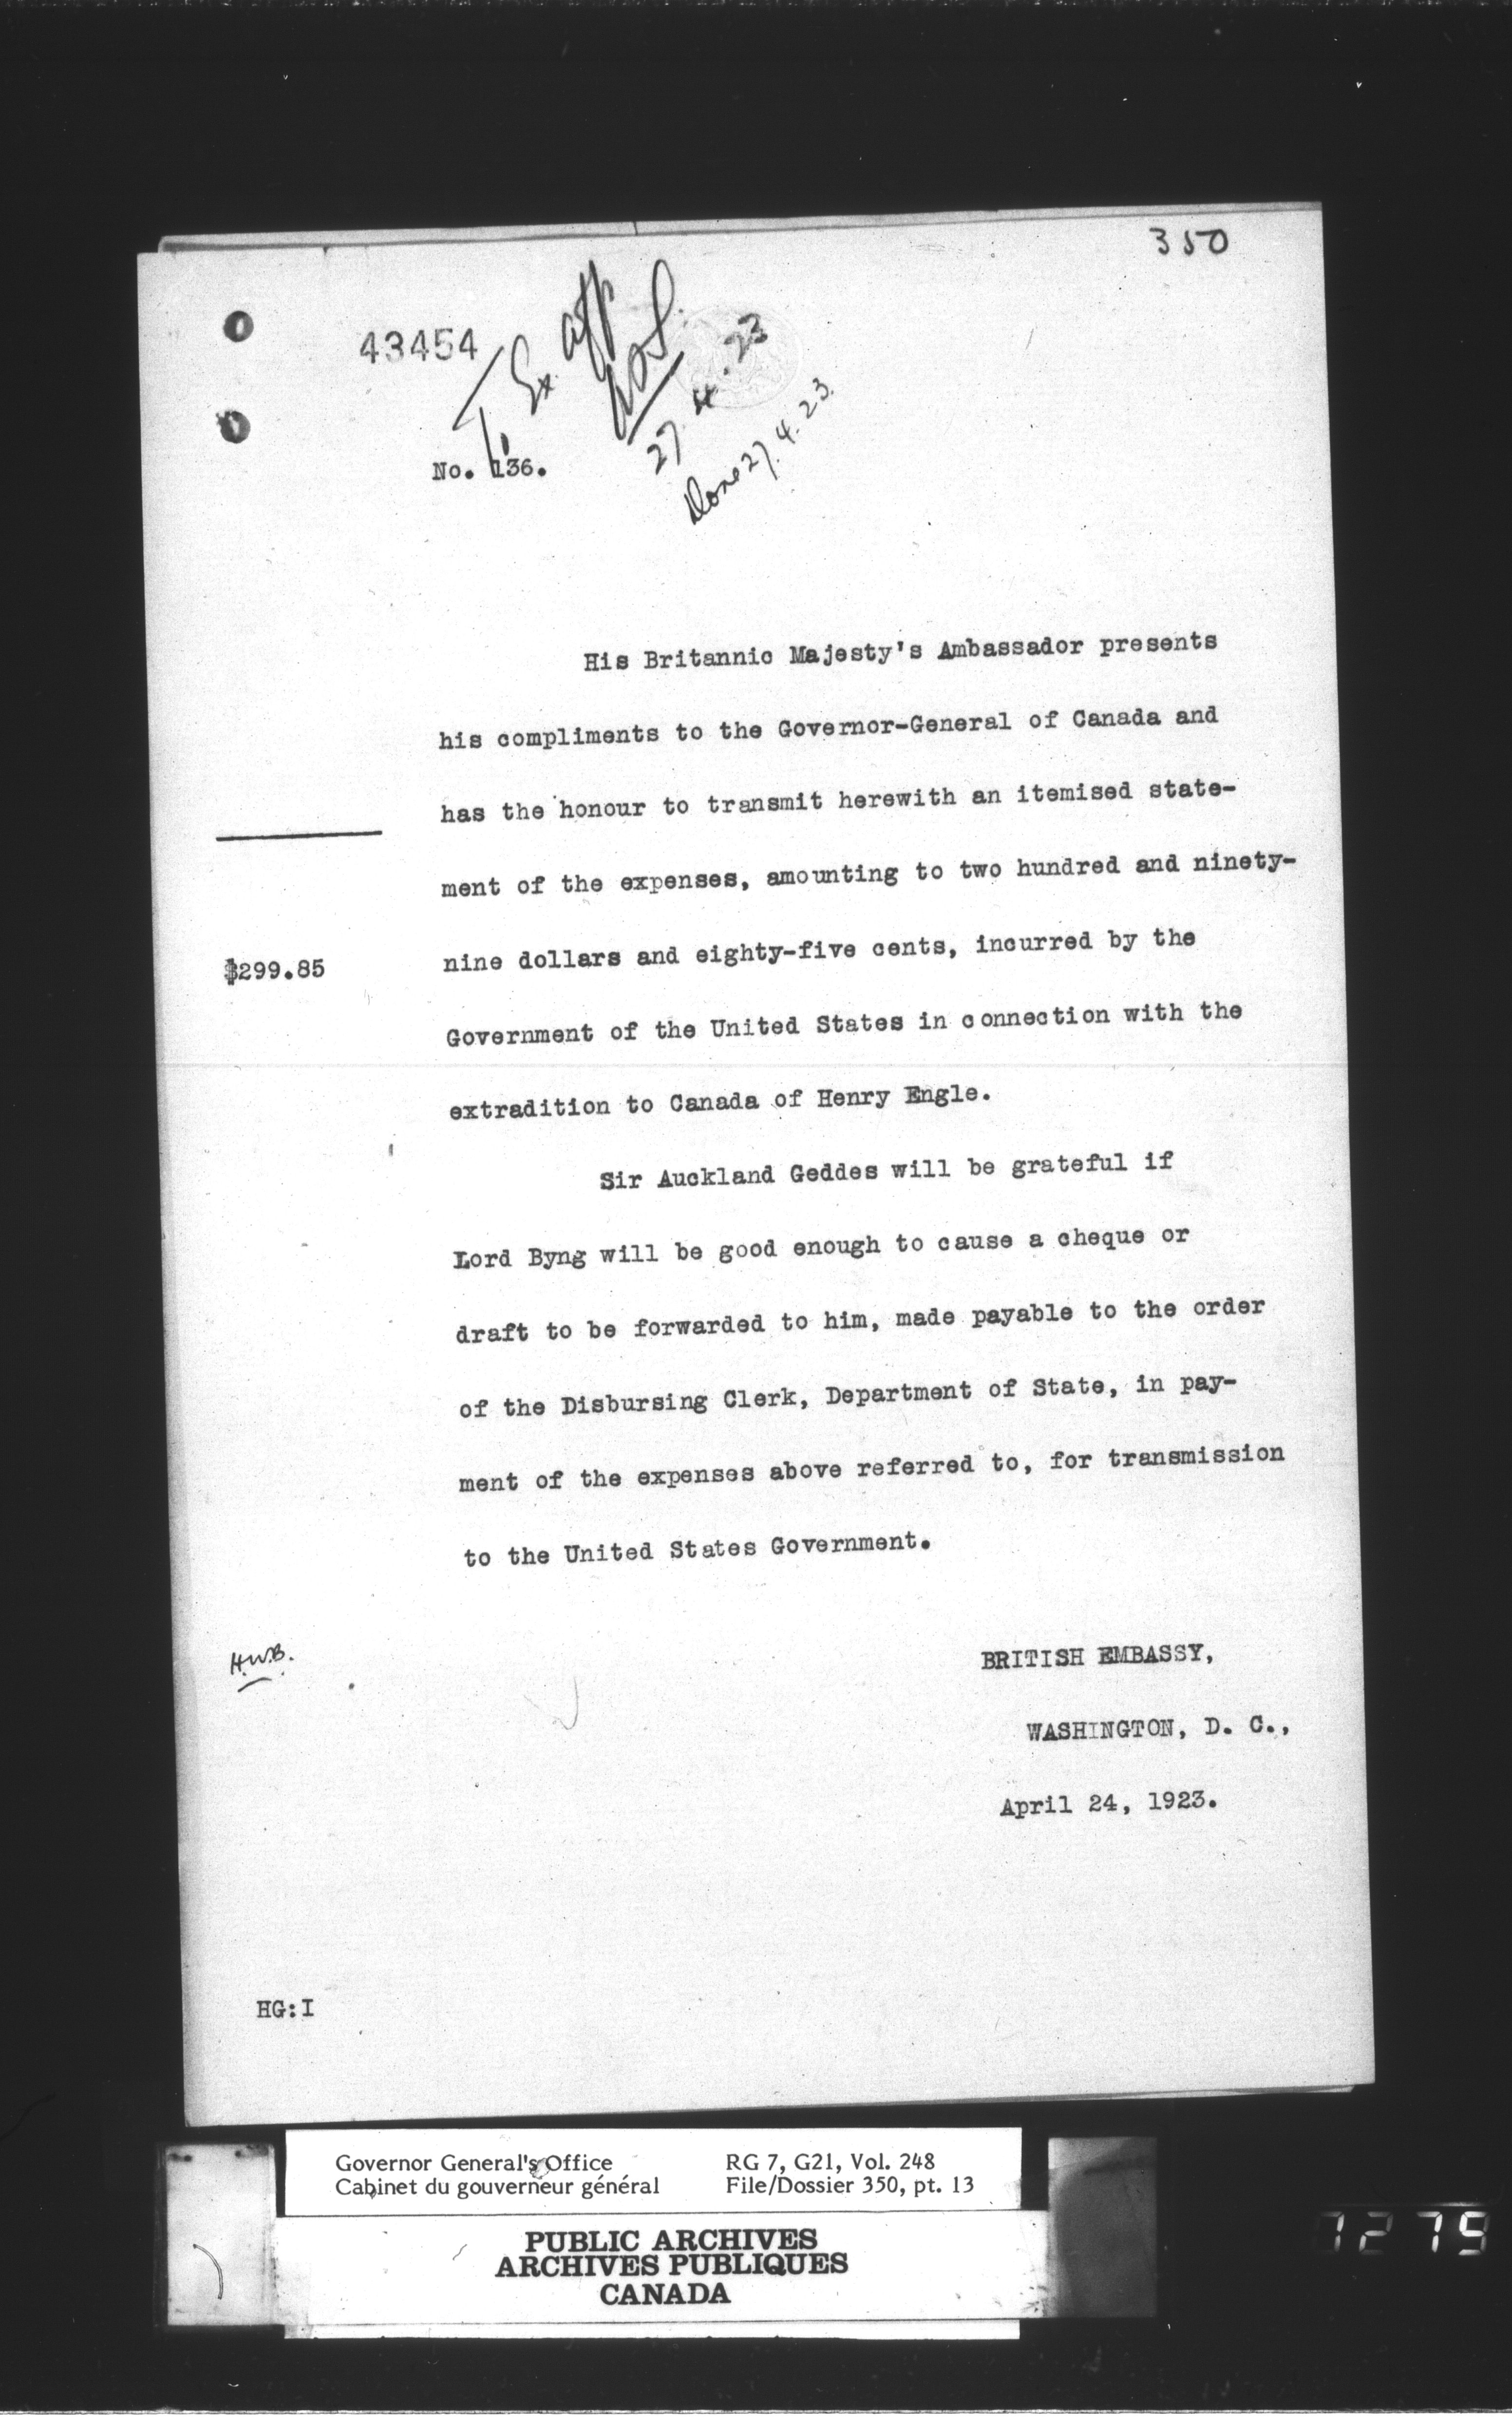 350
43454
To Ex. Aff
27.4.23
Done 27.4.23.
No. 136.
His Britannic Majesty's Ambassador presents
his compliments to the Governor-General of Canada and
has the honour to transmit herewith an itemised state-
ment of the expenses, amounting to two hundred and ninety-
$299.85
nine dollars and eighty-five cents, incurred by the
Government of the United States in connection with the
extradition to Canada of Henry Engle.
Sir Auckland Geddes will be grateful if
Lord Byng will be good enough to cause a cheque or
draft to be forwarded to him, made payable to the order
of the Disbursing Clerk, Department of State, in pay-
ment of the expenses above referred to, for transmission
to the United States Government.
H.W.B.
BRITISH EMBASSY,
WASHINGTON, D. C.,
April 24, 1923.
HG:I
Governor General's Office
Cabinet du gouverneur général
RG 7, G21, Vol. 248
File/Dossier 350, pt. 13
PUBLIC ARCHIVES
ARCHIVES PUBLIQUES
CANADA
1279